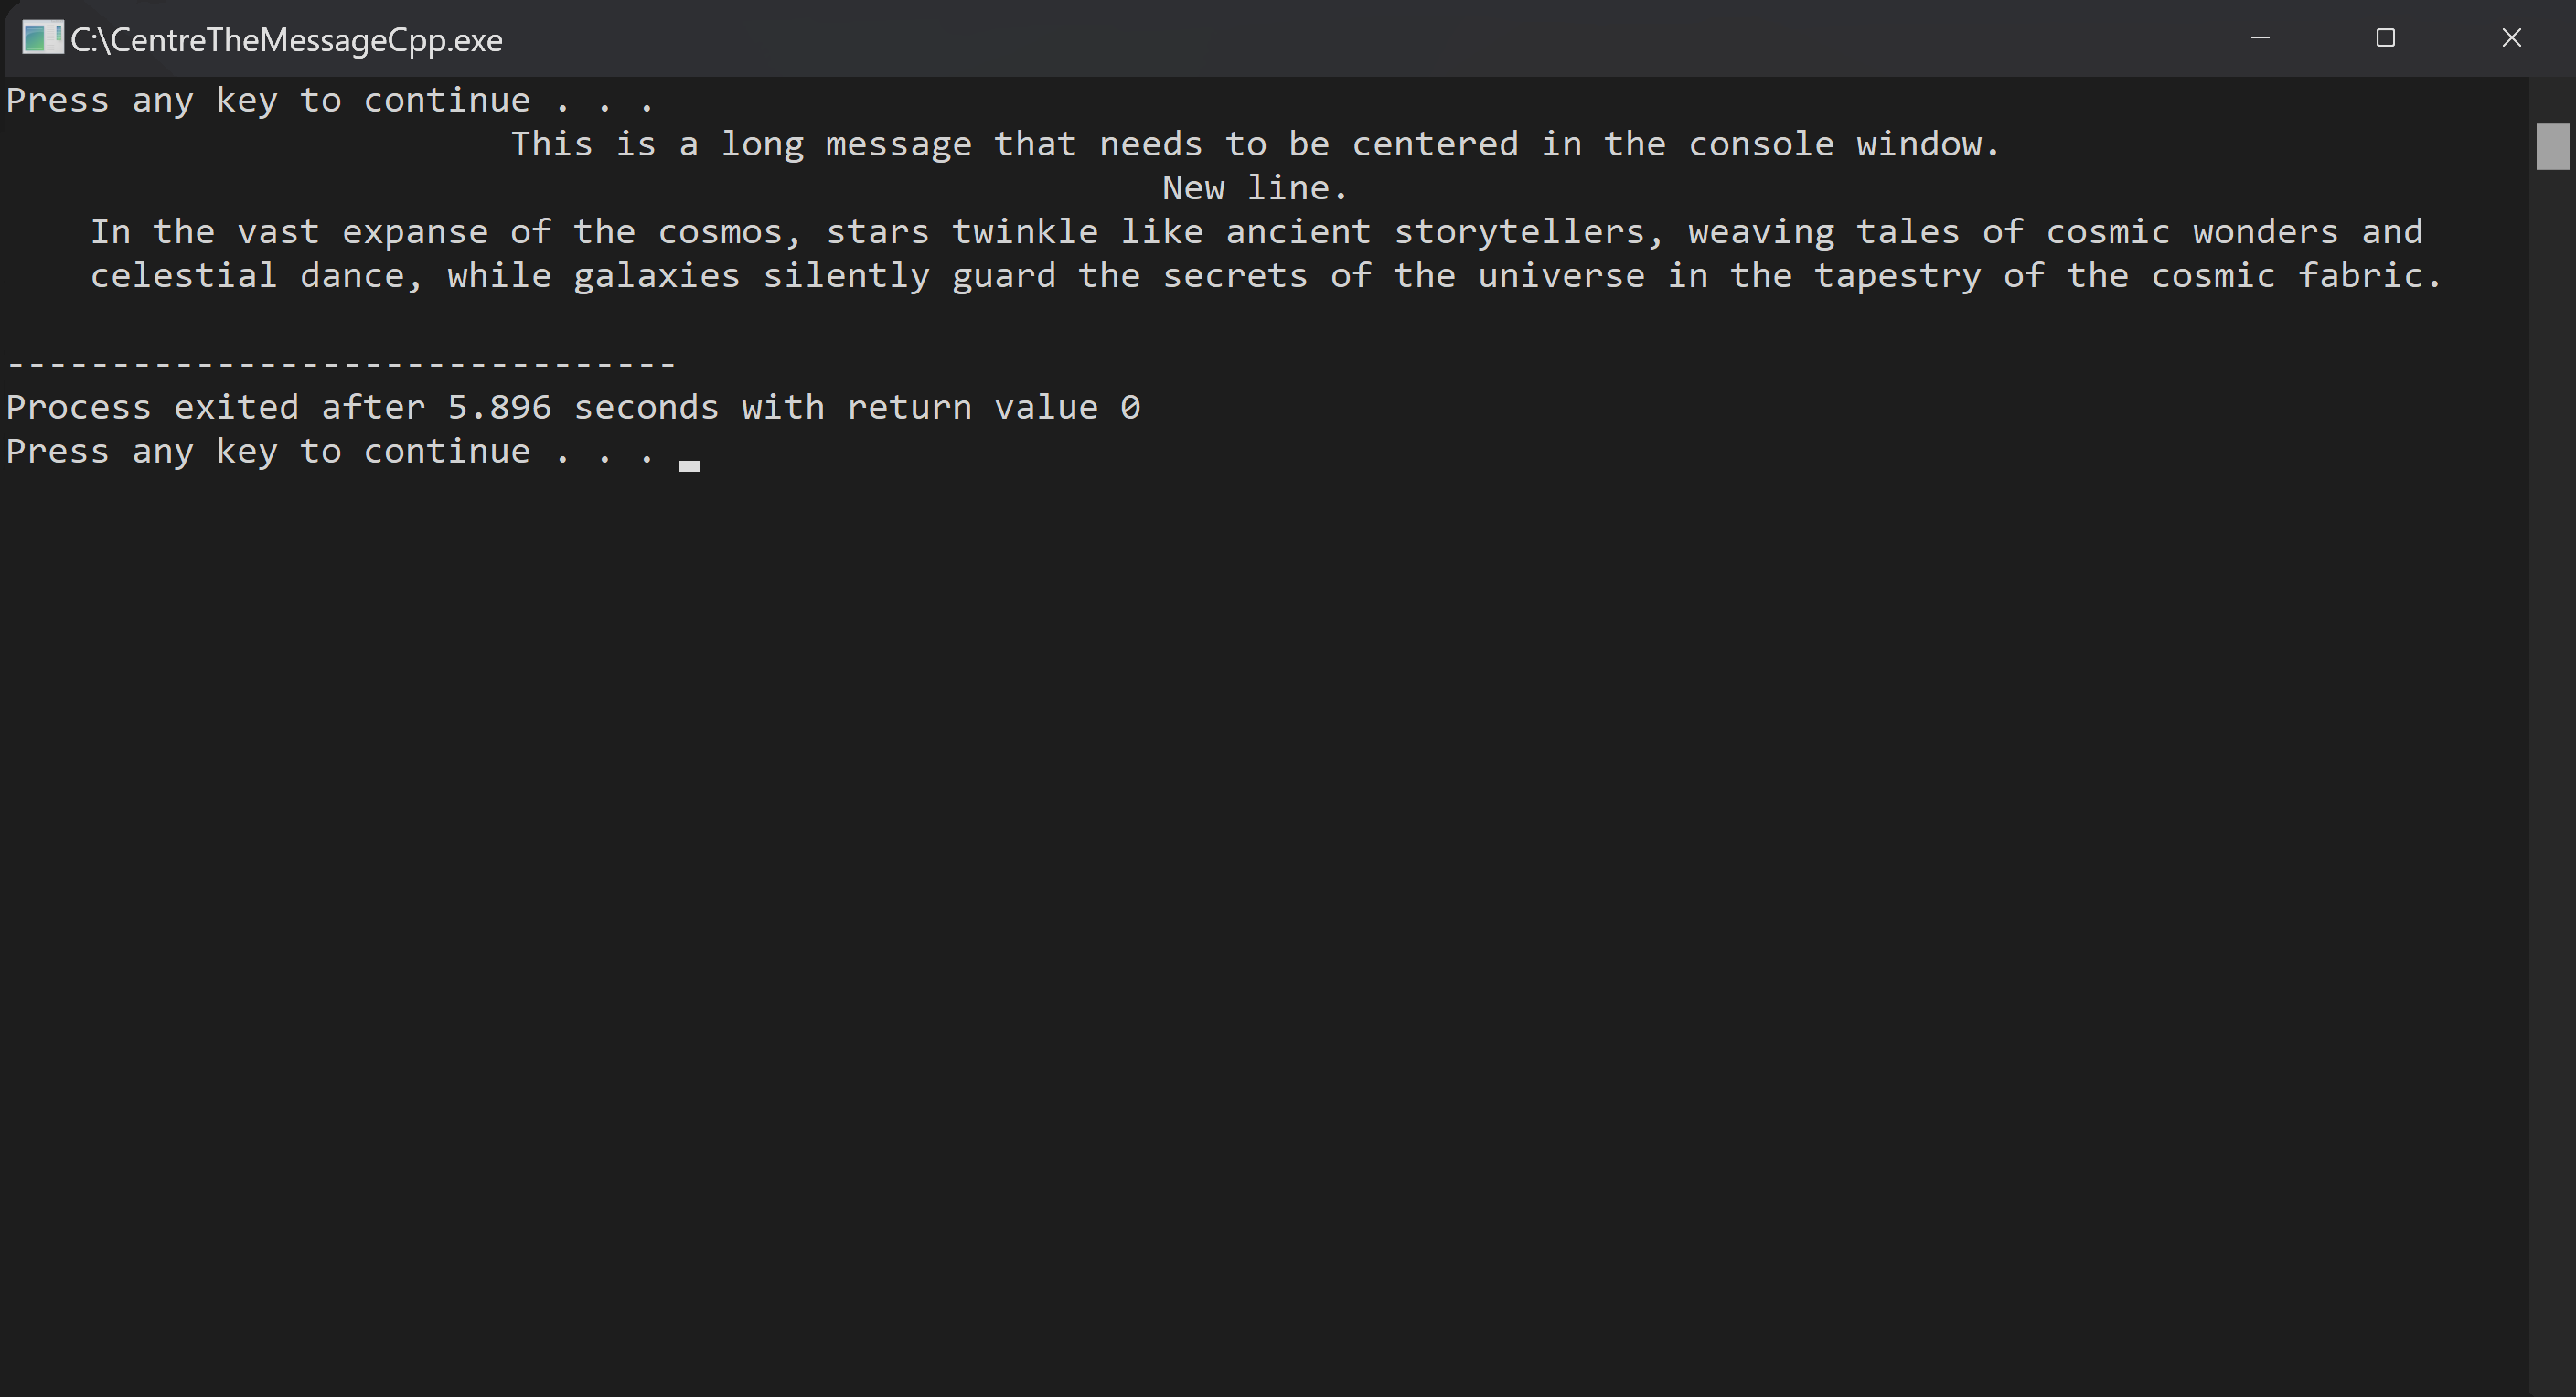 C:\CentreTheMessageCpp.exe
Press any key to continue . . .
This is a long message that needs to be centered in the console window.
New line.
In the vast expanse of the cosmos, stars twinkle like ancient storytellers, weaving tales of cosmic wonders and
celestial dance, while galaxies silently guard the secrets of the universe in the tapestry of the cosmic fabric.
--------------------------------
Process exited after 5.896 seconds with return value 0
Press any key to continue . . .